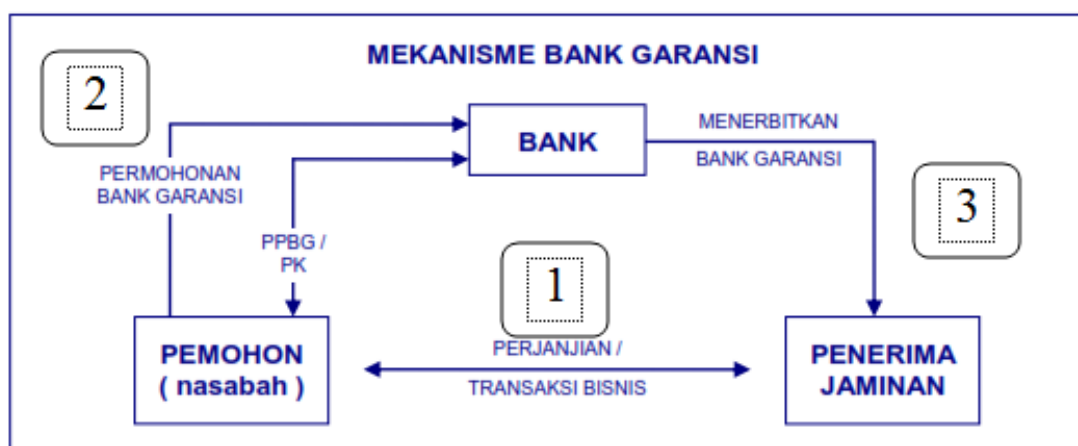 MEKANISME BANK GARANSI
2
BANK
MENERBITKAN
BANK GARANSI
PERMOHONAN
BANK GARANSI
3
PPBG /
PK
1
PEMOHON
( nasabah )
PERJANJIAN /
TRANSAKSI BISNIS
PENERIMA
JAMINAN